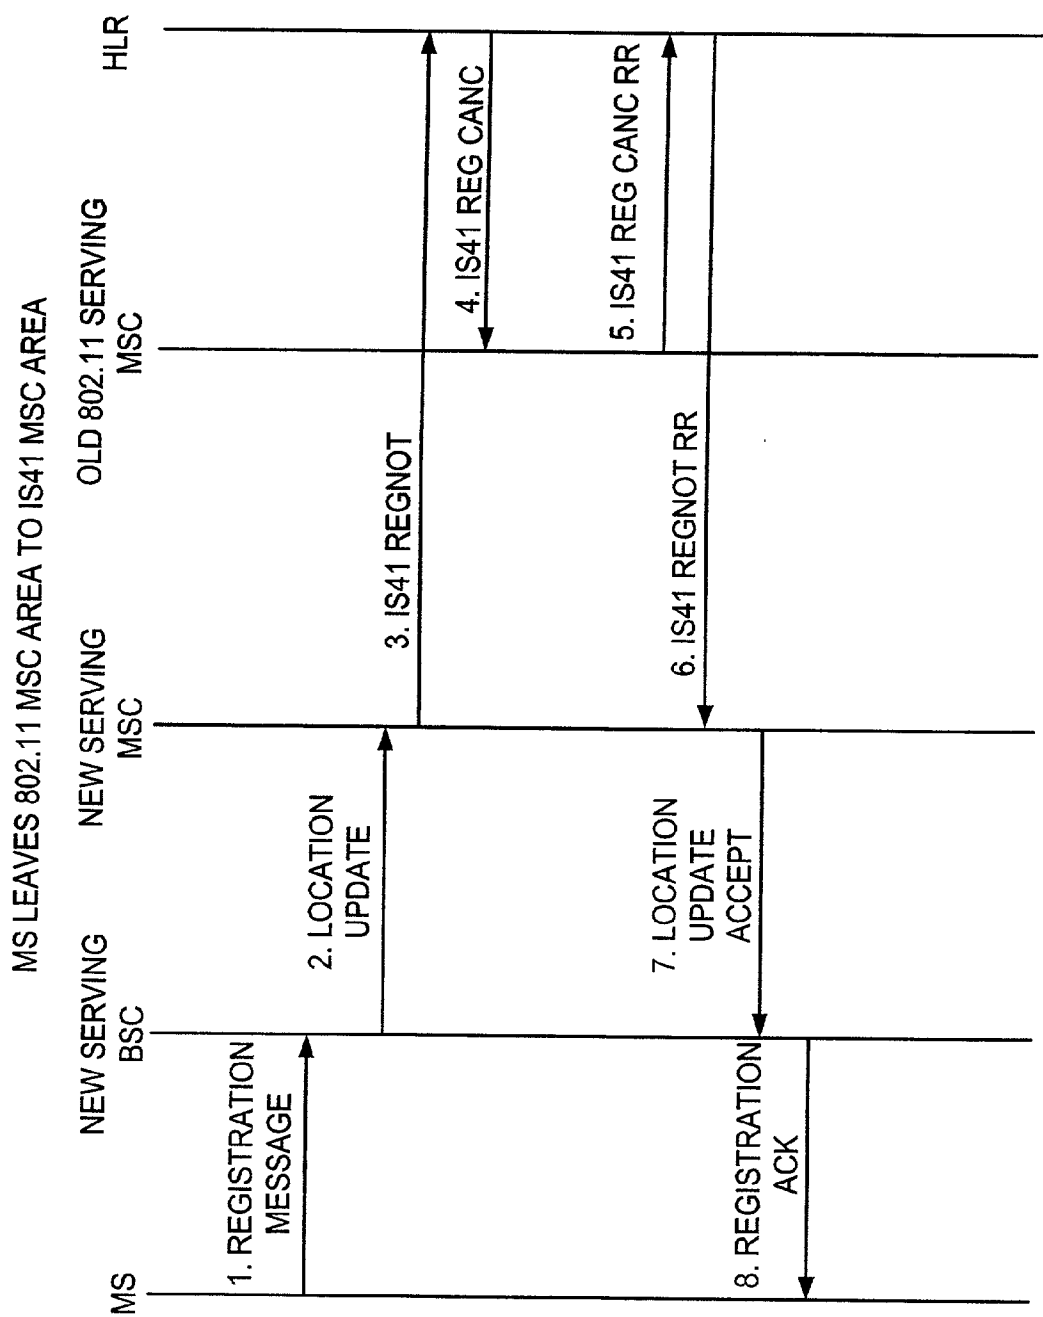 MS LEAVES 802.11 MSC AREA TO IS41 MSC AREA
MS
NEW SERVING
BSC
NEW SERVING
MSC
OLD 802.11 SERVING
MSC
HLR
1. REGISTRATION
MESSAGE
2. LOCATION
UPDATE
3. IS41 REGNOT
4. IS41 REG CANC
5. IS41 REG CANC RR
6. IS41 REGNOT RR
7. LOCATION
UPDATE
ACCEPT
8. REGISTRATION
ACK